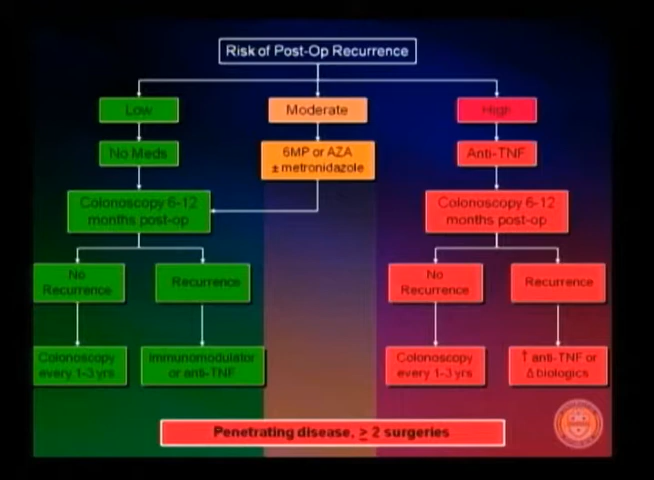 Risk of Post-Op Recurrence
Low
Moderate
High
No Meds
6MP or AZA
± metronidazole
Anti-TNF
Colonoscopy 6-12
months post-op
Colonoscopy 6-12
months post-op
No
Recurrence
Recurrence
No
Recurrence
Recurrence
Colonoscopy
every 1-3 yrs
Immunomodulator
or anti-TNF
Colonoscopy
every 1-3 yrs
↑ anti-TNF or
Δ biologics
Penetrating disease, ≥ 2 surgeries